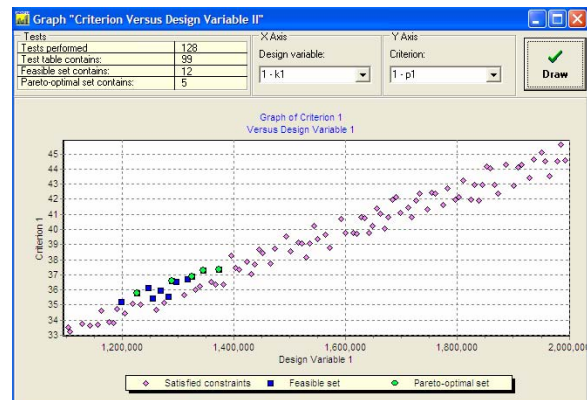 Graph "Criterion Versus Design Variable II"
Tests
Tests performed 128
Test table contains: 99
Feasible set contains: 12
Pareto-optimal set contains: 5
X Axis
Design variable:
1 - k1
Y Axis
Criterion:
1 - p1
Draw
Graph of Criterion 1
Versus Design Variable 1
Criterion 1
45
44
43
42
41
40
39
38
37
36
35
34
33
1,200,000 1,400,000 1,600,000 1,800,000 2,000,000
Design Variable 1
Satisfied constraints Feasible set Pareto-optimal set